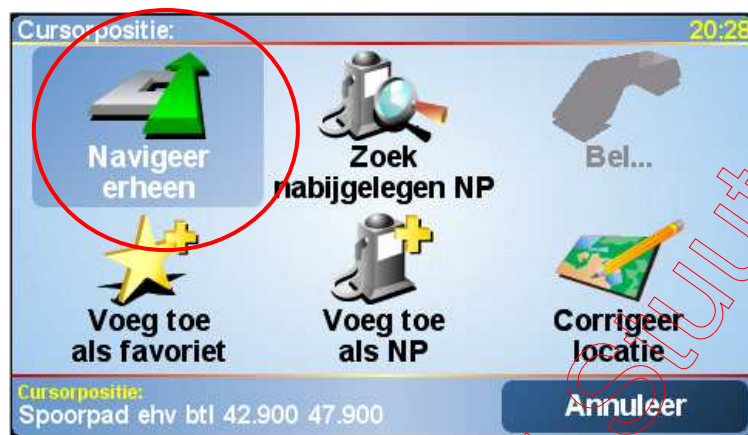 Cursorpositie:
20:28
Navigeer
erheen
Zoek
nabijgelegen NP
Bel...
Voeg toe
als favoriet
Voeg toe
als NP
Corrigeer
locatie
Cursorpositie:
Spoorpad ehv btl 42.900 47.900
Annuleer